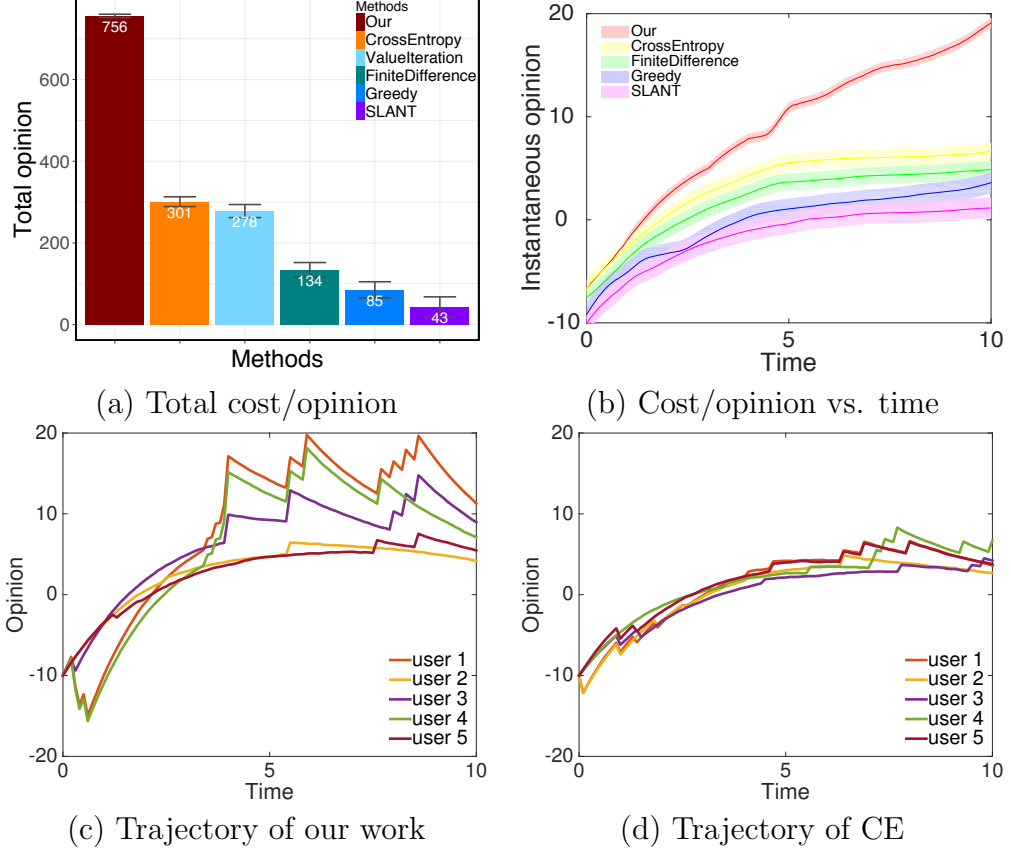 Methods
Our
CrossEntropy
ValueIteration
FiniteDifference
Greedy
SLANT
Total opinion
600
400
200
0
756
301
278
134
85
43
Methods
(a) Total cost/opinion
Our
CrossEntropy
FiniteDifference
Greedy
SLANT
Instantaneous opinion
20
10
0
-10
0
5
10
Time
(b) Cost/opinion vs. time
Opinion
20
10
0
-10
-20
user 1
user 2
user 3
user 4
user 5
0
5
10
Time
(c) Trajectory of our work
Opinion
20
10
0
-10
-20
user 1
user 2
user 3
user 4
user 5
0
5
10
Time
(d) Trajectory of CE